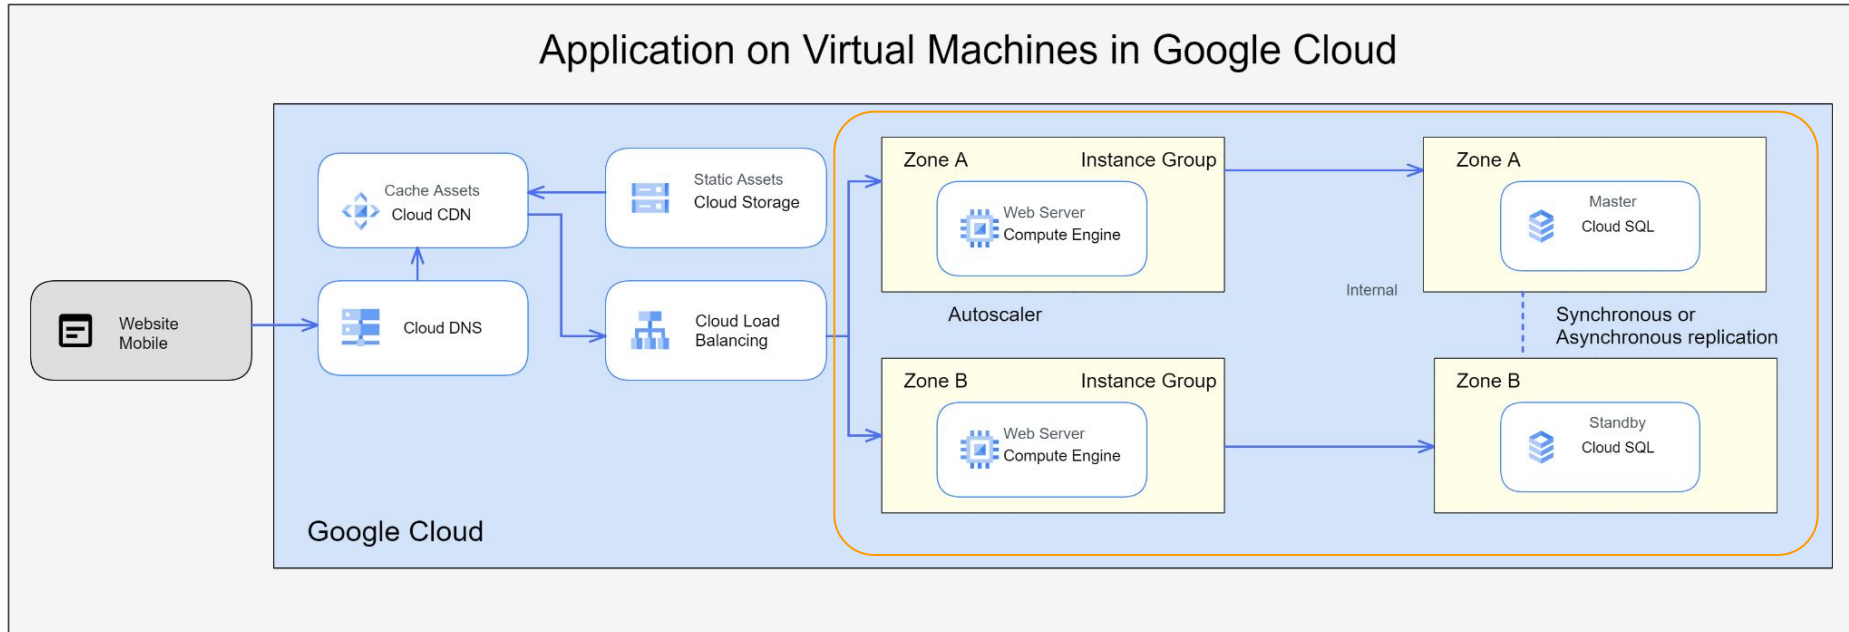 Application on Virtual Machines in Google Cloud
Website
Mobile
Cache Assets
Cloud CDN
Cloud DNS
Static Assets
Cloud Storage
Cloud Load
Balancing
Zone A
Instance Group
Web Server
Compute Engine
Autoscaler
Zone B
Instance Group
Web Server
Compute Engine
Zone A
Master
Cloud SQL
Internal
Synchronous or
Asynchronous replication
Zone B
Standby
Cloud SQL
Google Cloud